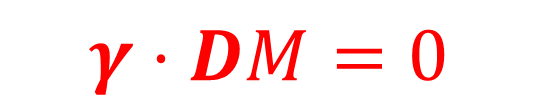 𝜸 · 𝑫𝑀 = 0